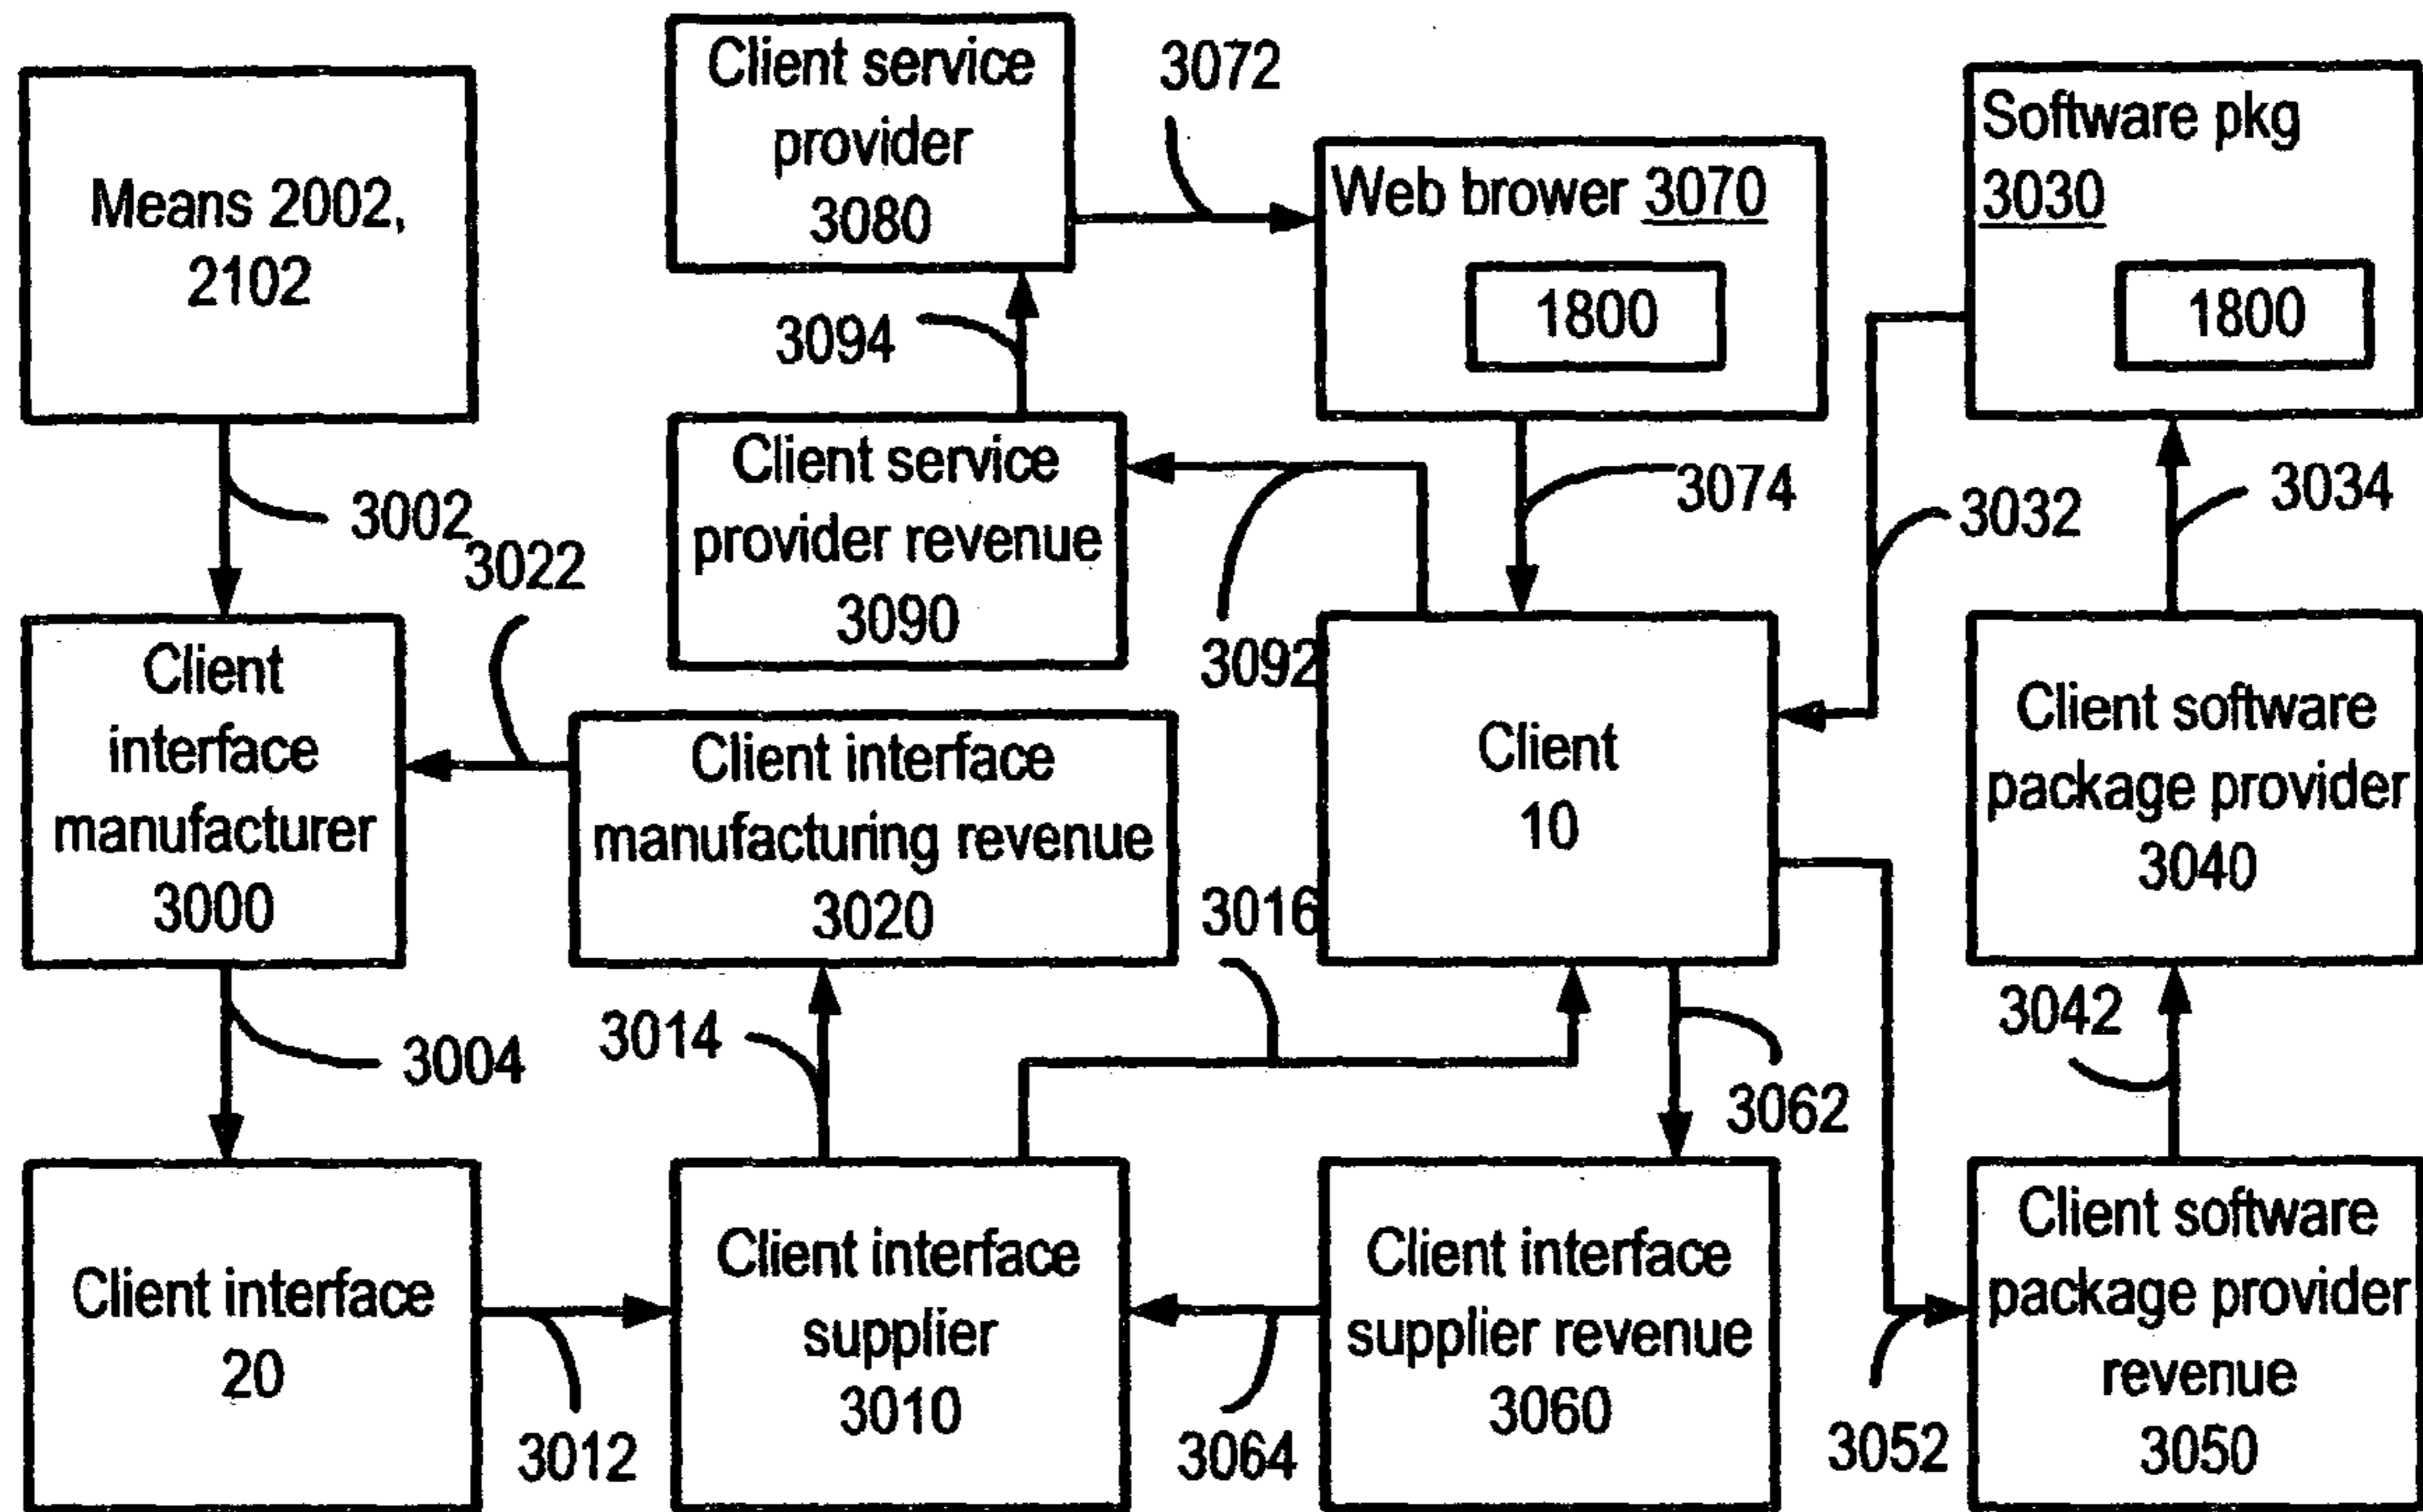 Means 2002,
2102
Client service
provider
3080
3072
Web brower 3070
1800
Software pkg
3030
1800
3094
3002
3022
Client service
provider revenue
3090
3092
3074
3032
3034
Client
interface
manufacturer
3000
Client interface
manufacturing revenue
3020
3016
Client
10
Client software
package provider
3040
3004
3014
3062
3042
Client interface
20
3012
Client interface
supplier
3010
3064
Client interface
supplier revenue
3060
3052
Client software
package provider
revenue
3050